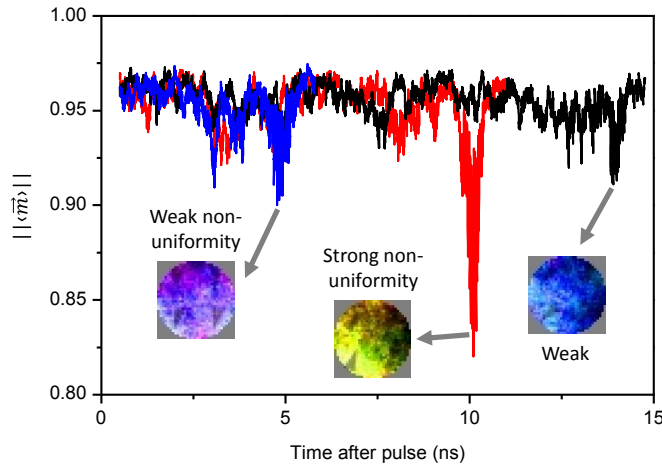 1.00
0.95
0.90
0.85
0.80
||‹m⃗›||
Weak non-
uniformity
Strong non-
uniformity
Weak
0
5
10
15
Time after pulse (ns)